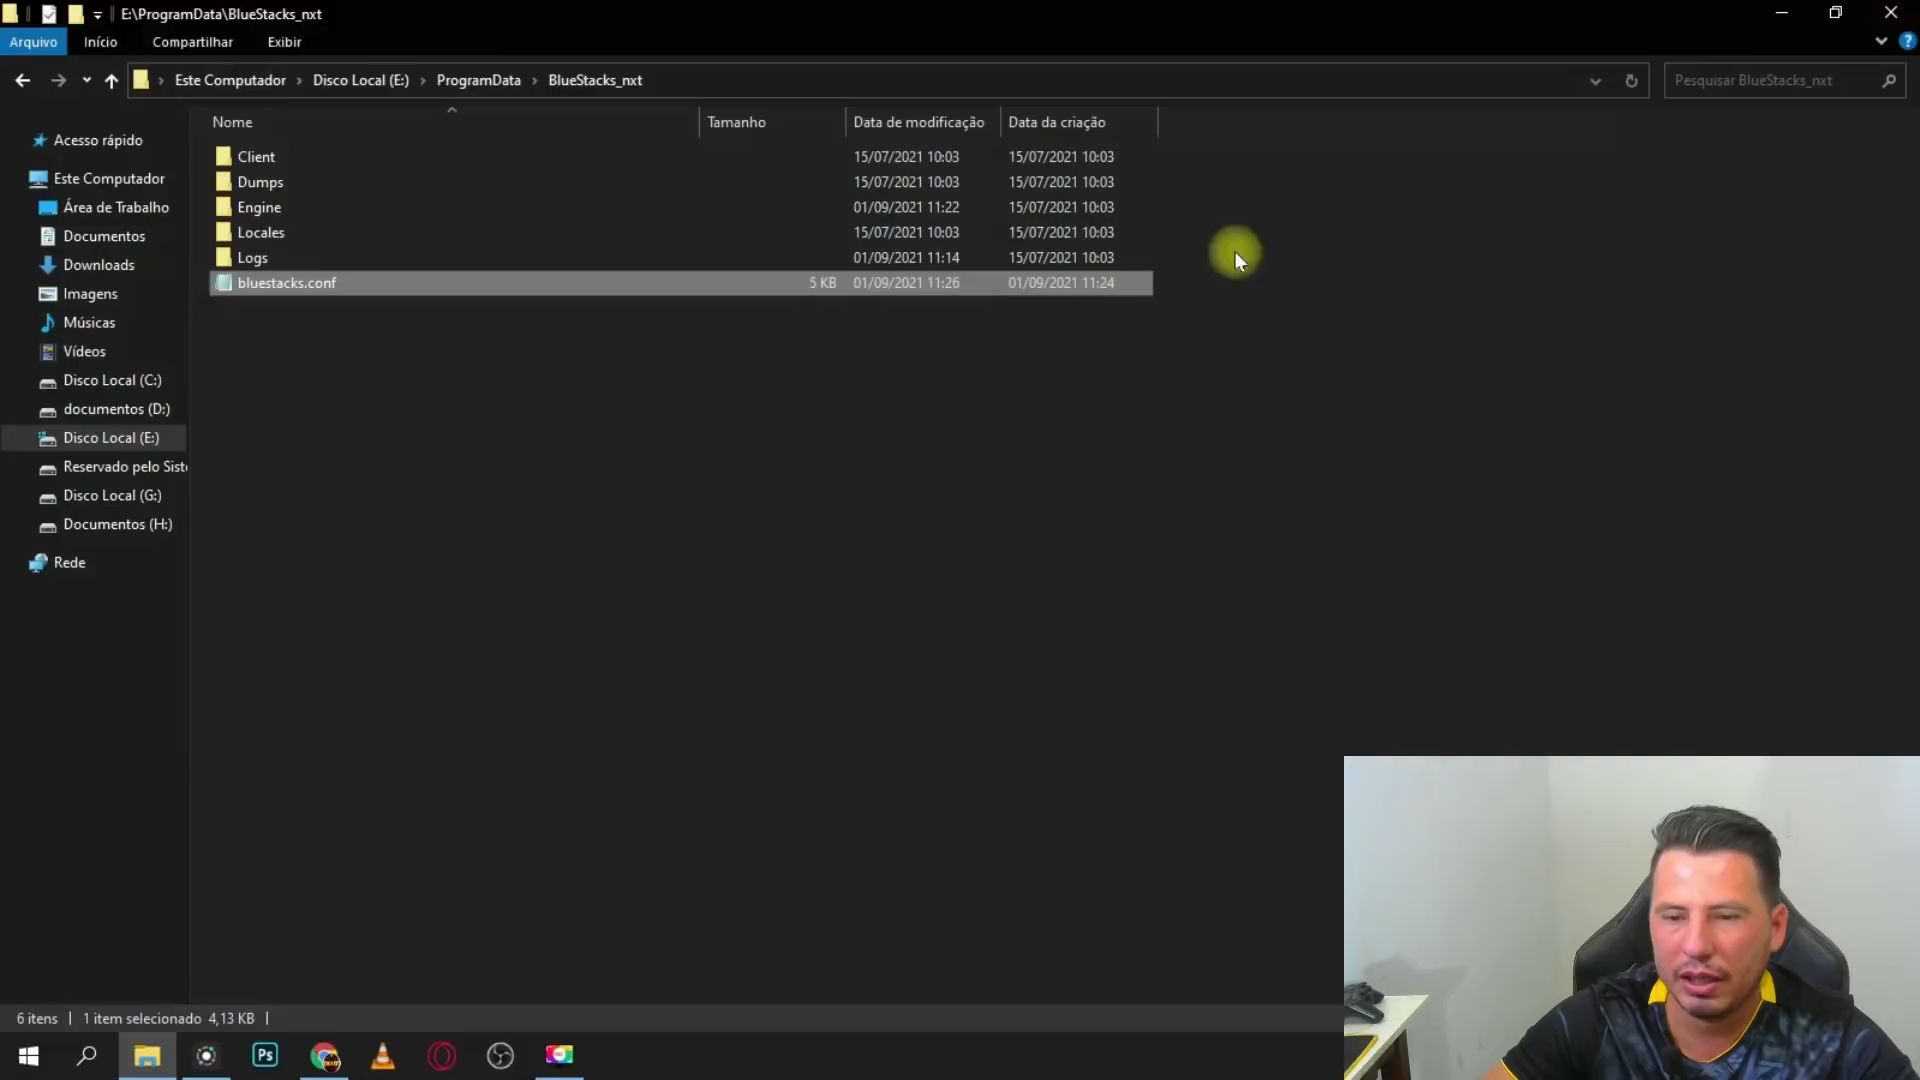 E:\ProgramData\BlueStacks_nxt
Arquivo Início Compartilhar Exibir
Este Computador Disco Local (E:) ProgramData BlueStacks_nxt Pesquisar BlueStacks_nxt
Nome Tamanho Data de modificação Data da criação
Acesso rápido
Este Computador
Área de Trabalho
Documentos
Downloads
Imagens
Músicas
Vídeos
Disco Local (C:)
documentos (D:)
Disco Local (E:)
Reservado pelo Siste
Disco Local (G:)
Documentos (H:)
Rede
Client 15/07/2021 10:03 15/07/2021 10:03
Dumps 15/07/2021 10:03 15/07/2021 10:03
Engine 01/09/2021 11:22 15/07/2021 10:03
Locales 15/07/2021 10:03 15/07/2021 10:03
Logs 01/09/2021 11:14 15/07/2021 10:03
bluestacks.conf 5 KB 01/09/2021 11:26 01/09/2021 11:24
6 itens | 1 item selecionado 4,13 KB |
Ps